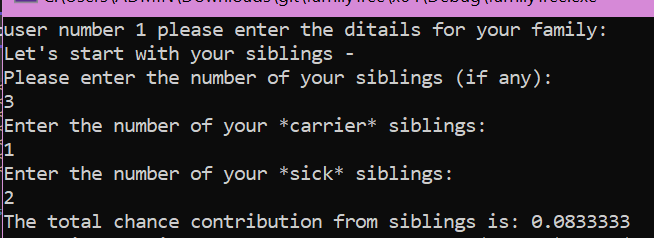 user number 1 please enter the ditails for your family:
Let's start with your siblings -
Please enter the number of your siblings (if any):
3
Enter the number of your *carrier* siblings:
1
Enter the number of your *sick* siblings:
2
The total chance contribution from siblings is: 0.0833333